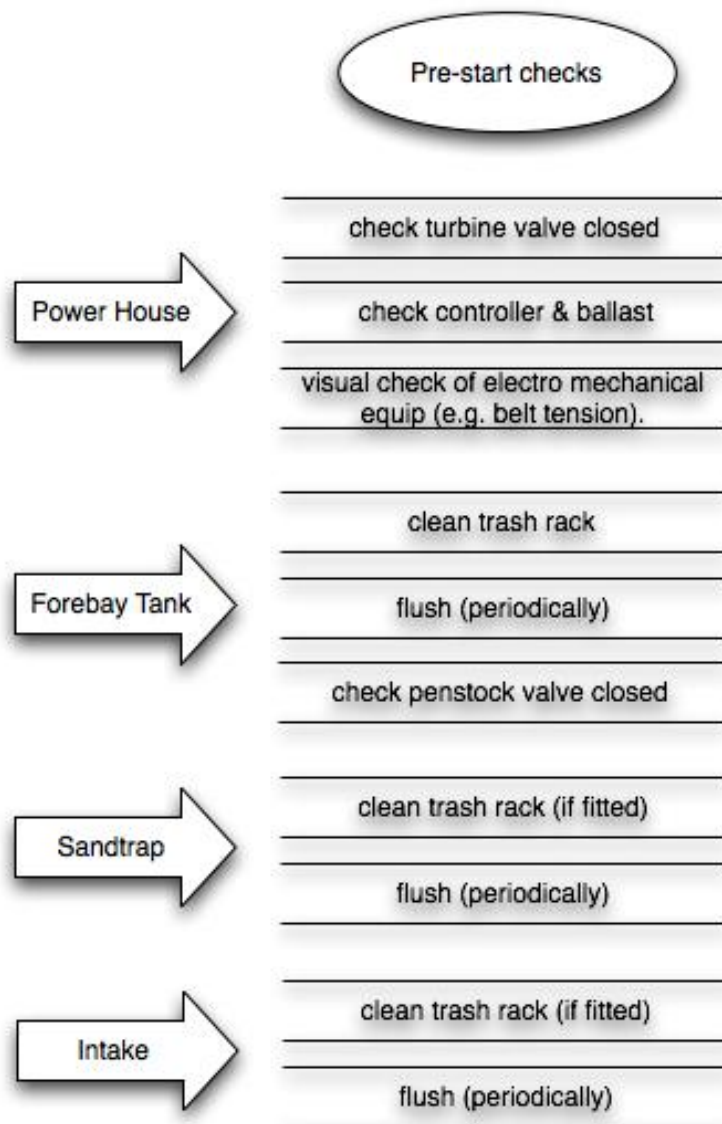 Pre-start checks
Power House
check turbine valve closed
check controller & ballast
visual check of electro mechanical
equip (e.g. belt tension).
Forebay Tank
clean trash rack
flush (periodically)
check penstock valve closed
Sandtrap
clean trash rack (if fitted)
flush (periodically)
Intake
clean trash rack (if fitted)
flush (periodically)